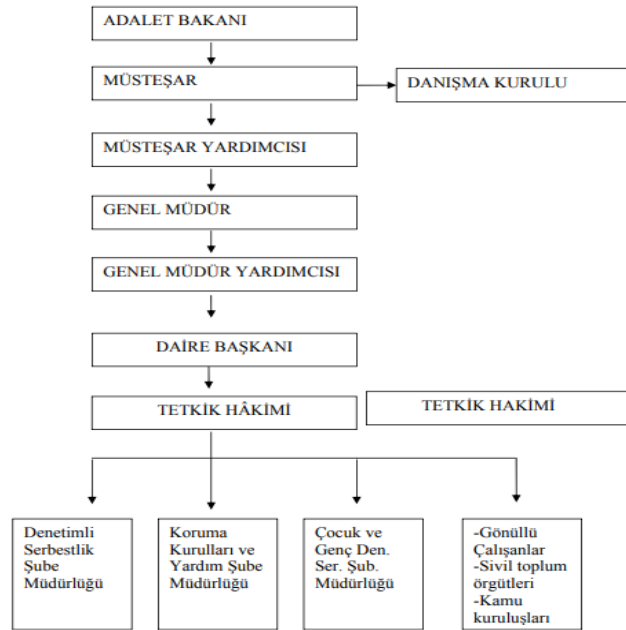 ADALET BAKANI
MÜSTEŞAR
DANIŞMA KURULU
MÜSTEŞAR YARDIMCISI
GENEL MÜDÜR
GENEL MÜDÜR YARDIMCISI
DAİRE BAŞKANI
TETKİK HÂKİMİ
TETKİK HAKİMİ
Denetimli
Serbestlik
Şube
Müdürlüğü
Koruma
Kurulları ve
Yardım Şube
Müdürlüğü
Çocuk ve
Genç Den.
Ser. Şub.
Müdürlüğü
-Gönüllü
Çalışanlar
-Sivil toplum
örgütleri
-Kamu
kuruluşları